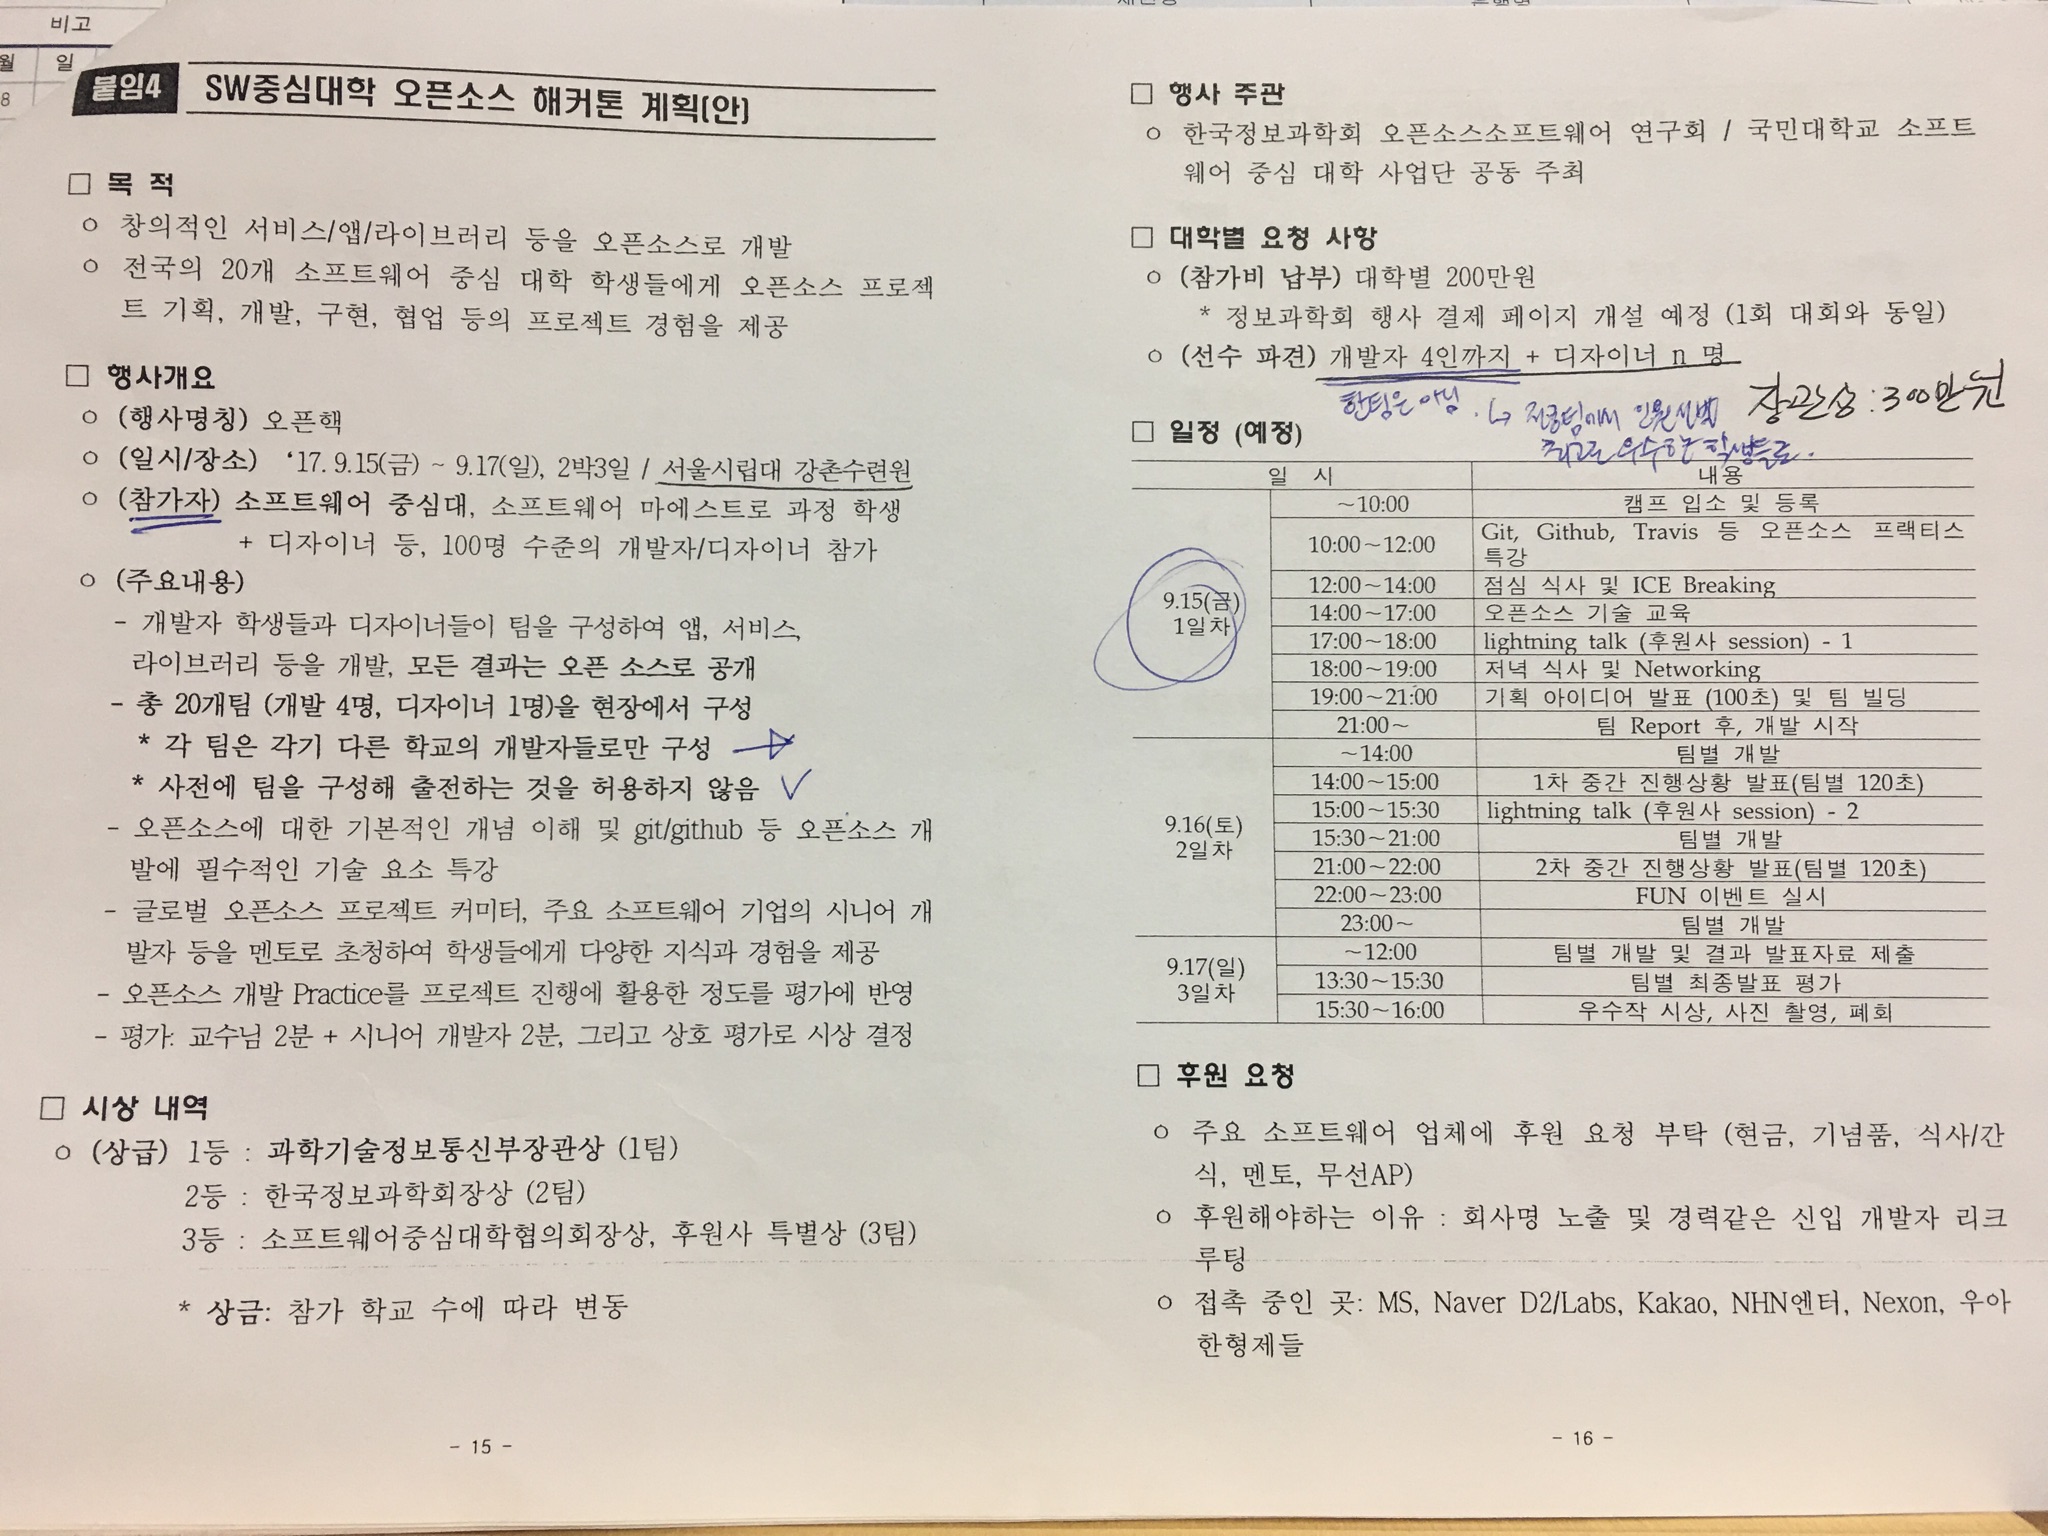 비고
월 일
8
붙임4 SW중심대학 오픈소스 해커톤 계획(안)
□ 목 적
ㅇ 창의적인 서비스/앱/라이브러리 등을 오픈소스로 개발
ㅇ 전국의 20개 소프트웨어 중심 대학 학생들에게 오픈소스 프로젝
트 기획, 개발, 구현, 협업 등의 프로젝트 경험을 제공
□ 행사개요
ㅇ (행사명칭) 오픈핵
ㅇ (일시/장소) ‘17. 9.15(금) ~ 9.17(일), 2박3일 / 서울시립대 강촌수련원
ㅇ (참가자) 소프트웨어 중심대, 소프트웨어 마에스트로 과정 학생
+ 디자이너 등, 100명 수준의 개발자/디자이너 참가
ㅇ (주요내용)
- 개발자 학생들과 디자이너들이 팀을 구성하여 앱, 서비스,
라이브러리 등을 개발, 모든 결과는 오픈 소스로 공개
- 총 20개팀 (개발 4명, 디자이너 1명)을 현장에서 구성
* 각 팀은 각기 다른 학교의 개발자들로만 구성
* 사전에 팀을 구성해 출전하는 것을 허용하지 않음
- 오픈소스에 대한 기본적인 개념 이해 및 git/github 등 오픈소스 개
발에 필수적인 기술 요소 특강
- 글로벌 오픈소스 프로젝트 커미터, 주요 소프트웨어 기업의 시니어 개
발자 등을 멘토로 초청하여 학생들에게 다양한 지식과 경험을 제공
- 오픈소스 개발 Practice를 프로젝트 진행에 활용한 정도를 평가에 반영
- 평가: 교수님 2분 + 시니어 개발자 2분, 그리고 상호 평가로 시상 결정
□ 시상 내역
ㅇ (상급) 1등 : 과학기술정보통신부장관상 (1팀)
2등 : 한국정보과학회장상 (2팀)
3등 : 소프트웨어중심대학협의회장상, 후원사 특별상 (3팀)
* 상금: 참가 학교 수에 따라 변동
- 15 -
□ 행사 주관
ㅇ 한국정보과학회 오픈소스소프트웨어 연구회 / 국민대학교 소프트
웨어 중심 대학 사업단 공동 주최
□ 대학별 요청 사항
ㅇ (참가비 납부) 대학별 200만원
* 정보과학회 행사 결제 페이지 개설 예정 (1회 대회와 동일)
ㅇ (선수 파견) 개발자 4인까지 + 디자이너 n 명
한팀은 아님. 인원선발 장관상 : 300만원
최고로 우수한 학생들로.
□ 일정 (예정)
일 시 내용
~10:00 캠프 입소 및 등록
10:00~12:00 Git, Github, Travis 등 오픈소스 프랙티스
특강
12:00~14:00 점심 식사 및 ICE Breaking
9.15(금)
1일차
14:00~17:00 오픈소스 기술 교육
17:00~18:00 lightning talk (후원사 session) - 1
18:00~19:00 저녁 식사 및 Networking
19:00~21:00 기획 아이디어 발표 (100초) 및 팀 빌딩
21:00~ 팀 Report 후, 개발 시작
~14:00 팀별 개발
14:00~15:00 1차 중간 진행상황 발표(팀별 120초)
15:00~15:30 lightning talk (후원사 session) - 2
9.16(토)
2일차
15:30~21:00 팀별 개발
21:00~22:00 2차 중간 진행상황 발표(팀별 120초)
22:00~23:00 FUN 이벤트 실시
23:00~ 팀별 개발
~12:00 팀별 개발 및 결과 발표자료 제출
9.17(일)
3일차
13:30~15:30 팀별 최종발표 평가
15:30~16:00 우수작 시상, 사진 촬영, 폐회
□ 후원 요청
ㅇ 주요 소프트웨어 업체에 후원 요청 부탁 (현금, 기념품, 식사/간
식, 멘토, 무선AP)
ㅇ 후원해야하는 이유 : 회사명 노출 및 경력같은 신입 개발자 리크
루팅
ㅇ 접촉 중인 곳: MS, Naver D2/Labs, Kakao, NHN엔터, Nexon, 우아
한형제들
- 16 -